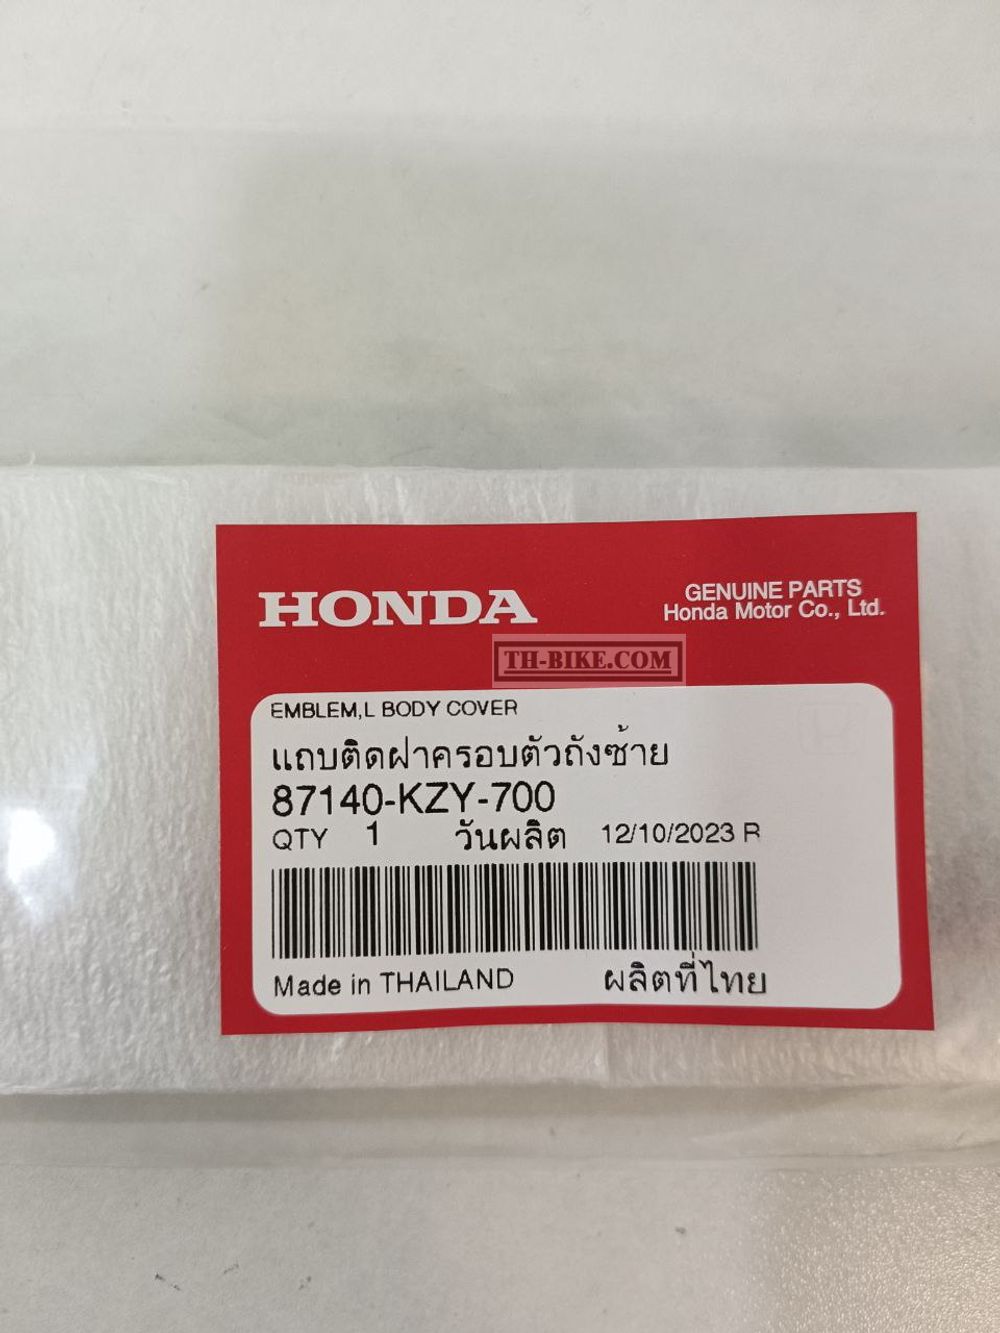 HONDA
GENUINE PARTS
Honda Motor Co., Ltd.
TH-BIKE.COM
EMBLEM,L BODY COVER
แถบติดฝาครอบตัวถังซ้าย
87140-KZY-700
QTY 1 วันผลิต 12/10/2023 R
Made in THAILAND ผลิตที่ไทย